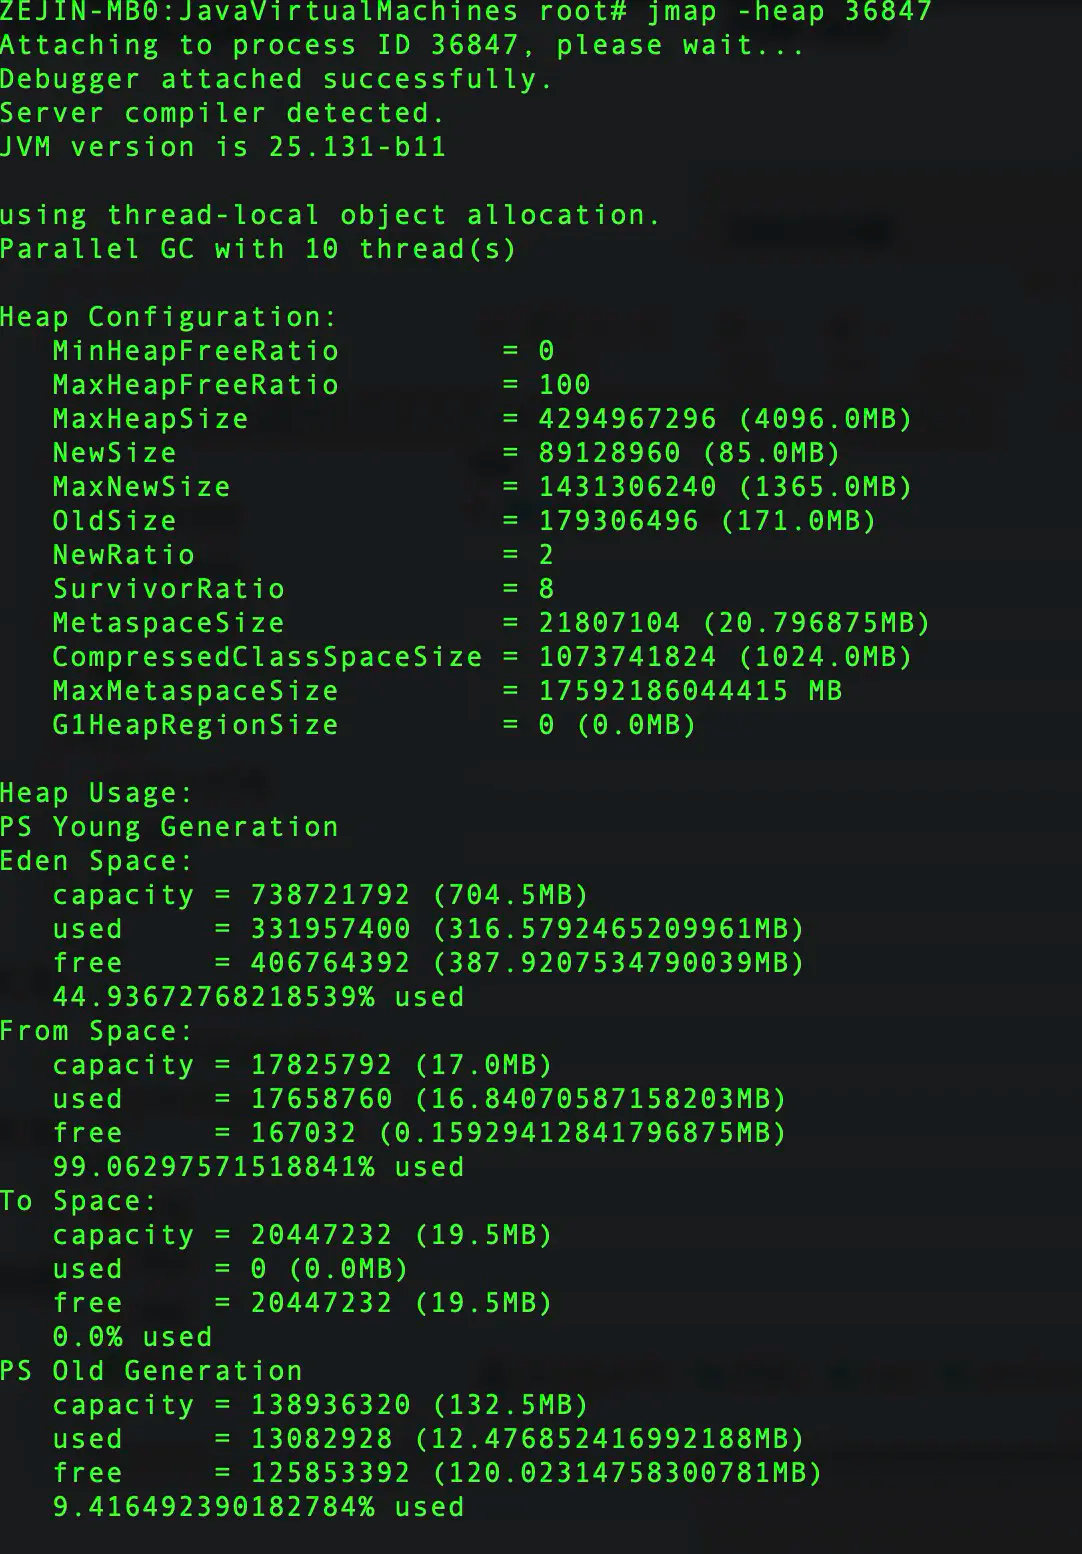 ZEJIN-MB0:JavaVirtualMachines root# jmap -heap 36847
Attaching to process ID 36847, please wait...
Debugger attached successfully.
Server compiler detected.
JVM version is 25.131-b11

using thread-local object allocation.
Parallel GC with 10 thread(s)

Heap Configuration:
   MinHeapFreeRatio         = 0
   MaxHeapFreeRatio         = 100
   MaxHeapSize              = 4294967296 (4096.0MB)
   NewSize                  = 89128960 (85.0MB)
   MaxNewSize               = 1431306240 (1365.0MB)
   OldSize                  = 179306496 (171.0MB)
   NewRatio                 = 2
   SurvivorRatio            = 8
   MetaspaceSize            = 21807104 (20.796875MB)
   CompressedClassSpaceSize = 1073741824 (1024.0MB)
   MaxMetaspaceSize         = 17592186044415 MB
   G1HeapRegionSize         = 0 (0.0MB)

Heap Usage:
PS Young Generation
Eden Space:
   capacity = 738721792 (704.5MB)
   used     = 331957400 (316.5792465209961MB)
   free     = 406764392 (387.9207534790039MB)
   44.93672768218539% used
From Space:
   capacity = 17825792 (17.0MB)
   used     = 17658760 (16.84070587158203MB)
   free     = 167032 (0.15929412841796875MB)
   99.06297571518841% used
To Space:
   capacity = 20447232 (19.5MB)
   used     = 0 (0.0MB)
   free     = 20447232 (19.5MB)
   0.0% used
PS Old Generation
   capacity = 138936320 (132.5MB)
   used     = 13082928 (12.476852416992188MB)
   free     = 125853392 (120.02314758300781MB)
   9.416492390182784% used